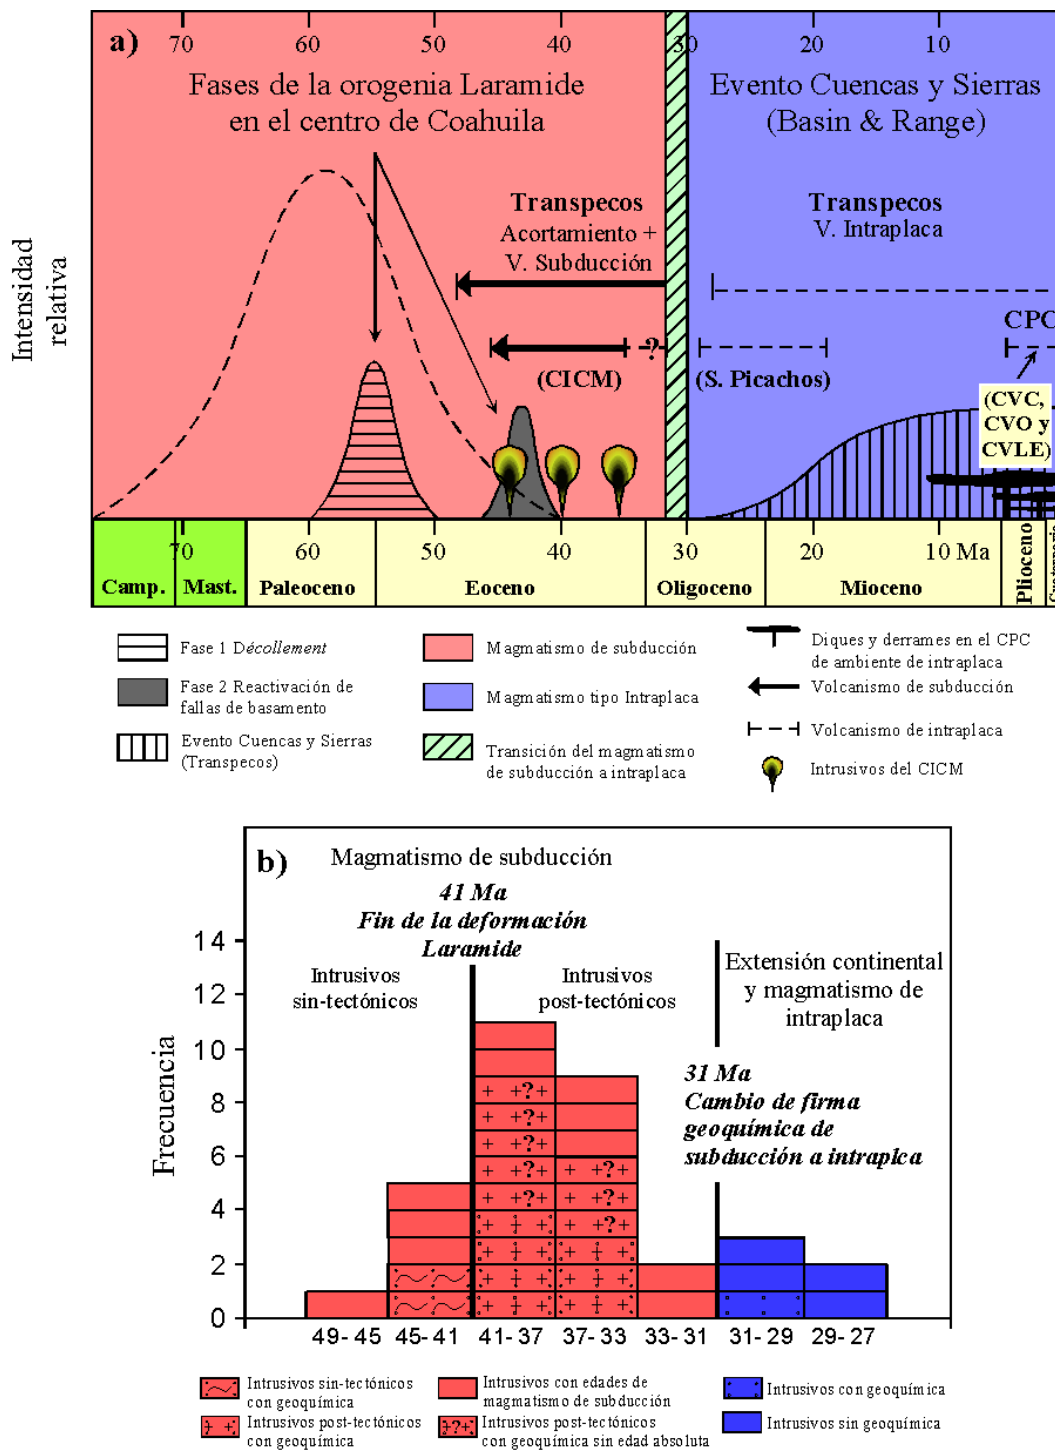 a)
70 60 50 40 30 20 10
Fases de la orogenia Laramide
en el centro de Coahuila
Evento Cuencas y Sierras
(Basin & Range)
Transpecos
Acortamiento +
V. Subducción
Transpecos
V. Intraplaca
Intensidad
relativa
CPC
?
(CICM)
(S. Picachos)
(CVC,
CVO y
CVLE)
70 60 50 40 30 20 10 Ma
Camp. Mast. Paleoceno Eoceno Oligoceno Mioceno Plioceno Cuaternario
Fase 1 Décollement
Fase 2 Reactivación de
fallas de basamento
Evento Cuencas y Sierras
(Transpecos)
Magmatismo de subducción
Magmatismo tipo Intraplaca
Transición del magmatismo
de subducción a intraplaca
Diques y derrames en el CPC
de ambiente de intraplaca
Volcanismo de subducción
Volcanismo de intraplaca
Intrusivos del CICM
b)
Magmatismo de subducción
41 Ma
Fin de la deformación
Laramide
Intrusivos
sin-tectónicos
Intrusivos
post-tectónicos
Extensión continental
y magmatismo de
intraplaca
31 Ma
Cambio de firma
geoquímica de
subducción a intraplca
Frecuencia
14
12
10
8
6
4
2
0
+ +?+
+ +?+
+ +?+
+ +?+
+ +?+
+ + +
+ + +
+ + +
+ + +
+ +?+
+ +?+
+ +?+
+ + +
+ + +
+ + +
49-45 45-41 41-37 37-33 33-31 31-29 29-27
Intrusivos sin-tectónicos
con geoquímica
+ + Intrusivos post-tectónicos
con geoquímica
Intrusivos con edades de
magmatismo de subducción
+?+ Intrusivos post-tectónicos
con geoquímica sin edad absoluta
Intrusivos con geoquímica
Intrusivos sin geoquímica